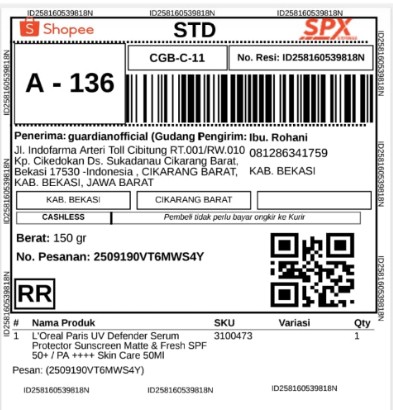 ID258160539818N ID258160539818N ID258160539818N
Shopee STD SPX
A - 136
CGB-C-11 No. Resi: ID258160539818N
Penerima: guardianofficial (Gudang Pengirim: Ibu. Rohani
Jl. Indofarma Arteri Toll Cibitung RT.001/RW.010 081286341759
Kp. Cikedokan Ds. Sukadanau Cikarang Barat,
Bekasi 17530 -Indonesia , CIKARANG BARAT, KAB. BEKASI
KAB. BEKASI, JAWA BARAT
KAB. BEKASI CIKARANG BARAT
CASHLESS Pembeli tidak perlu bayar ongkir ke Kurir
Berat: 150 gr
No. Pesanan: 2509190VT6MWS4Y
RR
# Nama Produk SKU Variasi Qty
1 L'Oreal Paris UV Defender Serum 3100473 1
Protector Sunscreen Matte & Fresh SPF
50+ / PA ++++ Skin Care 50Ml
Pesan: (2509190VT6MWS4Y)
ID258160539818N ID258160539818N ID258160539818N
ID258160539818N
ID258160539818N
ID258160539818N
ID258160539818N
ID258160539818N